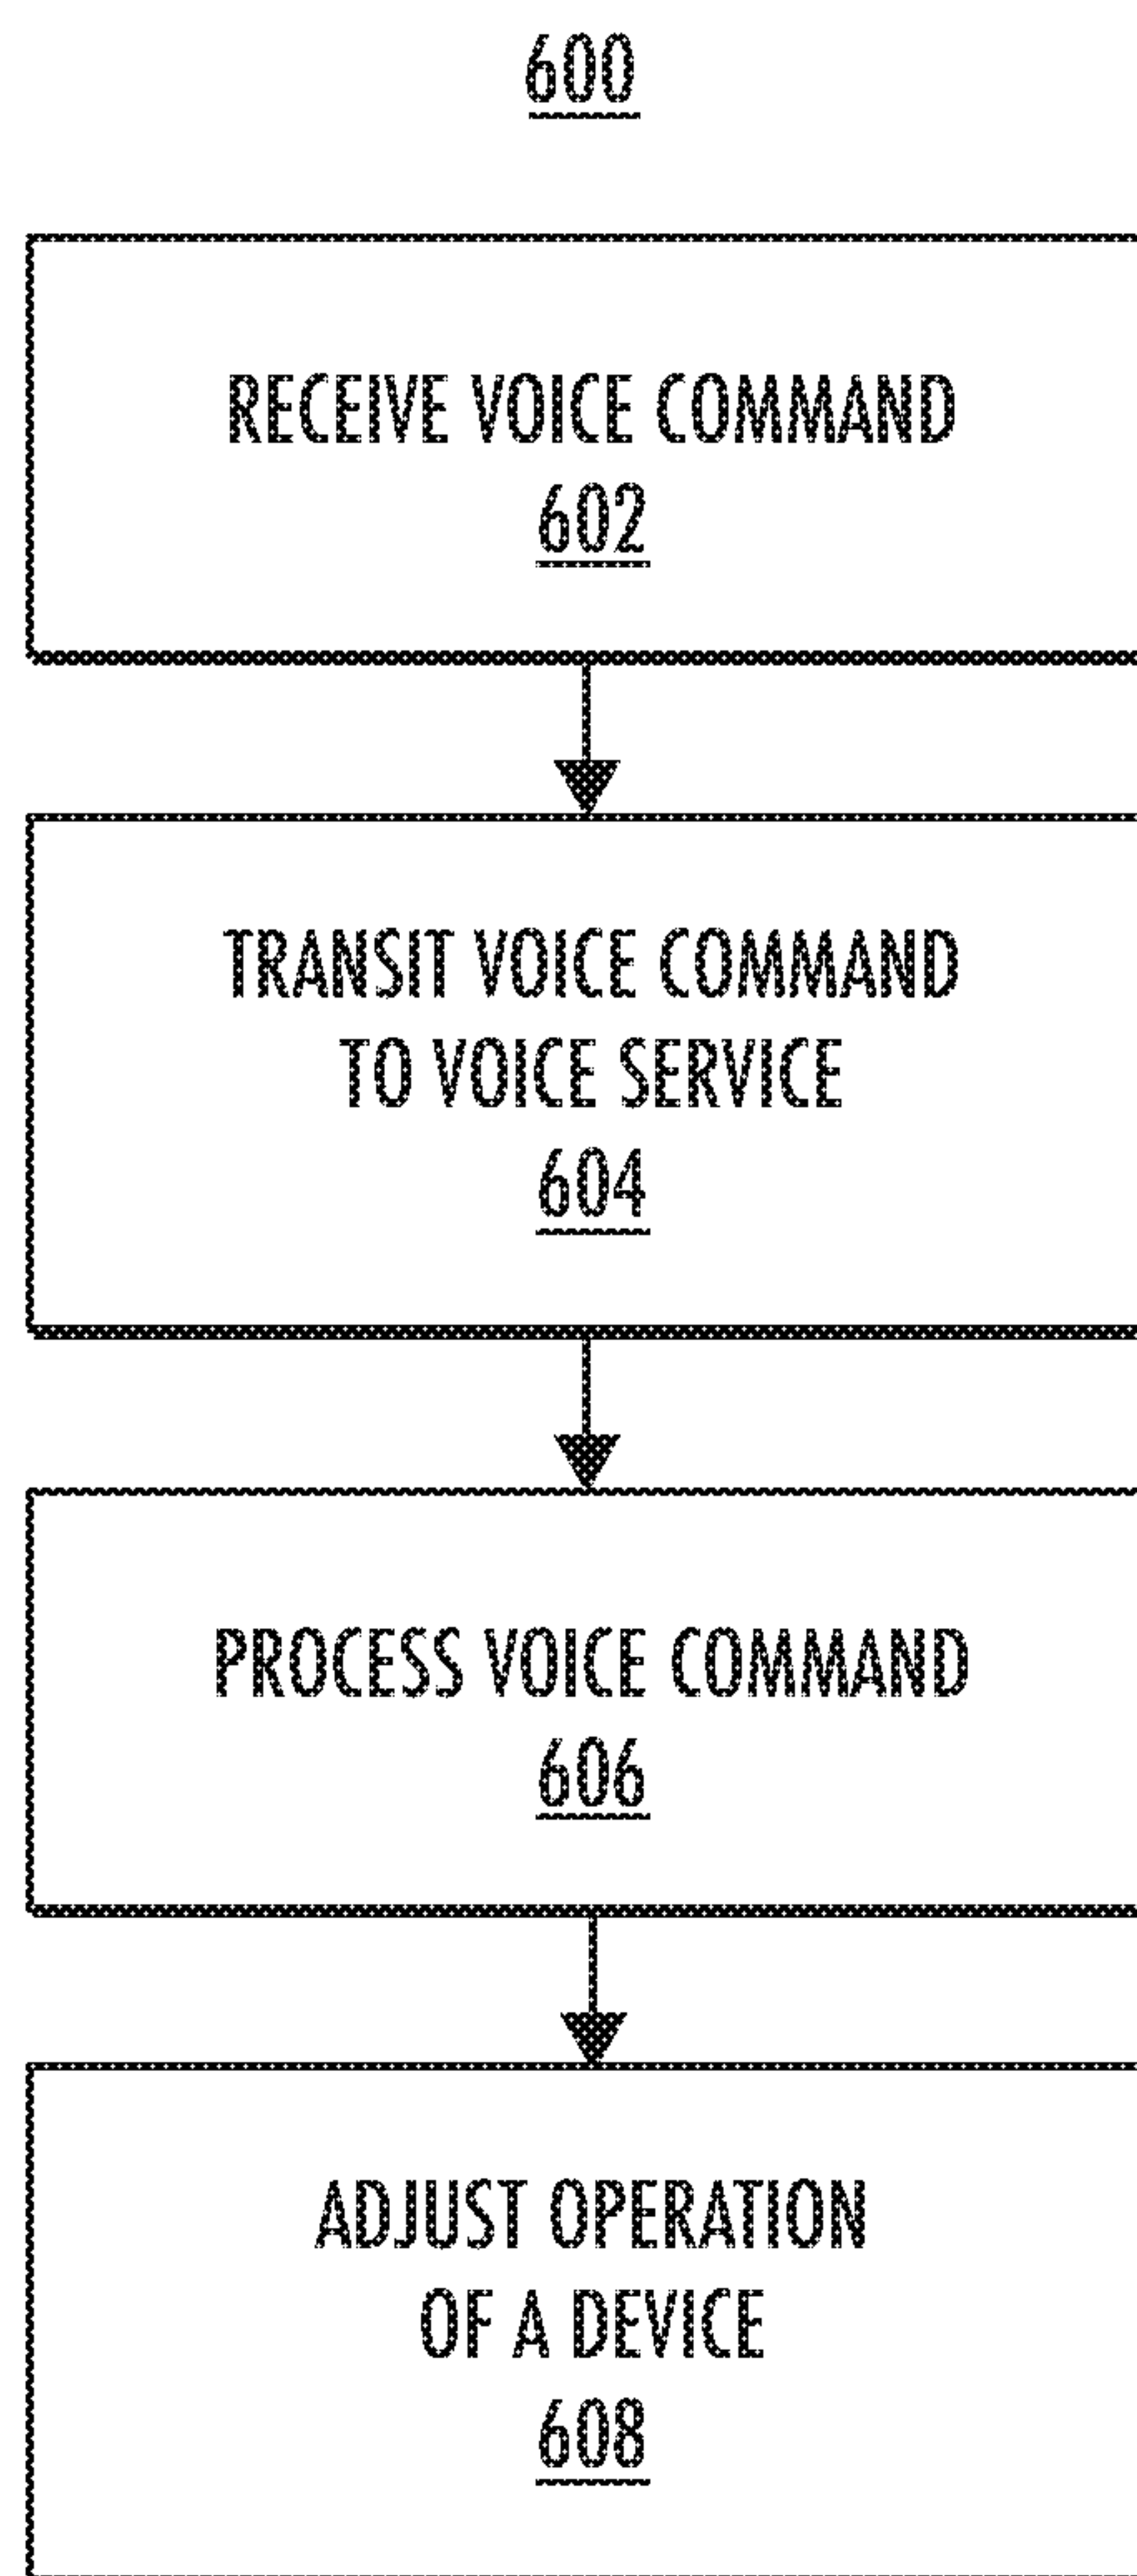 600
RECEIVE VOICE COMMAND
602
TRANSIT VOICE COMMAND
TO VOICE SERVICE
604
PROCESS VOICE COMMAND
606
ADJUST OPERATION
OF A DEVICE
608